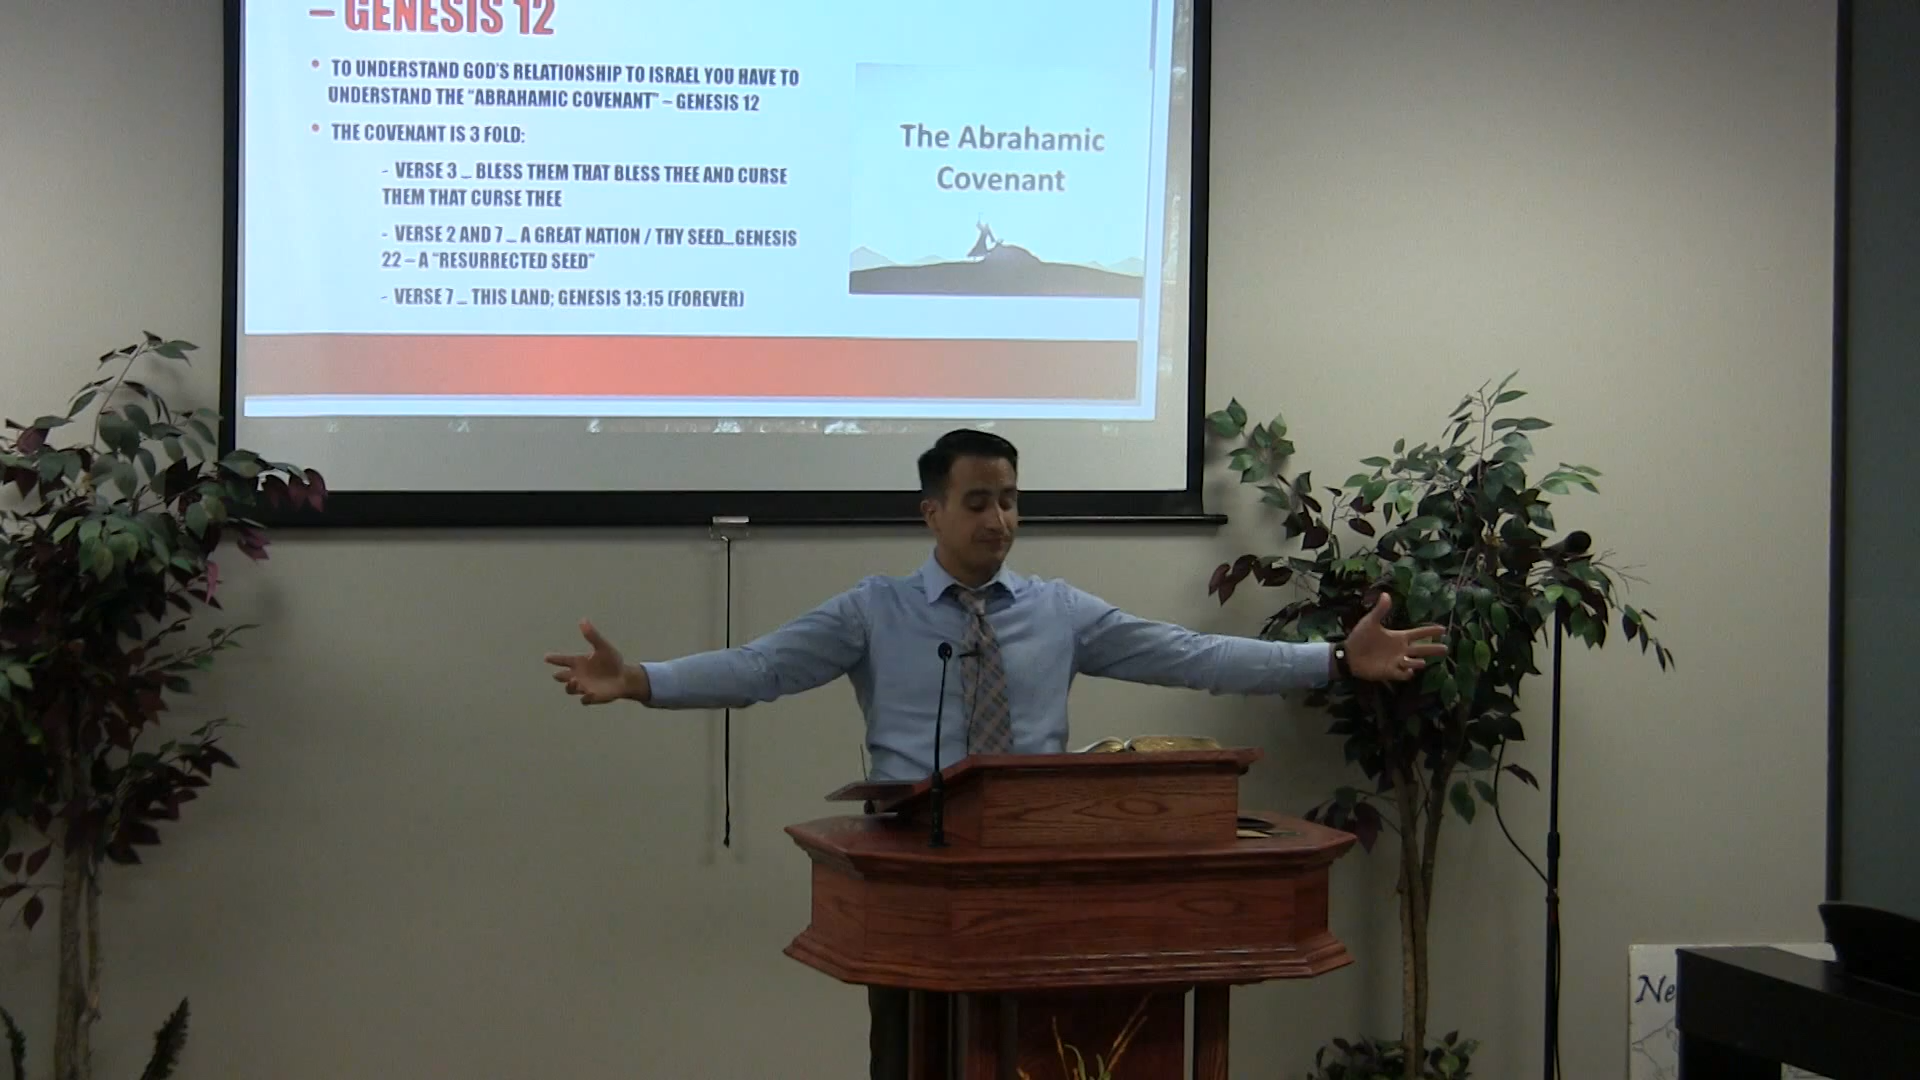 – GENESIS 12
• TO UNDERSTAND GOD'S RELATIONSHIP TO ISRAEL YOU HAVE TO
UNDERSTAND THE "ABRAHAMIC COVENANT" – GENESIS 12
• THE COVENANT IS 3 FOLD:
- VERSE 3 ... BLESS THEM THAT BLESS THEE AND CURSE
THEM THAT CURSE THEE
- VERSE 2 AND 7 ... A GREAT NATION / THY SEED...GENESIS
22 – A "RESURRECTED SEED"
- VERSE 7 ... THIS LAND; GENESIS 13:15 (FOREVER)
The Abrahamic
Covenant